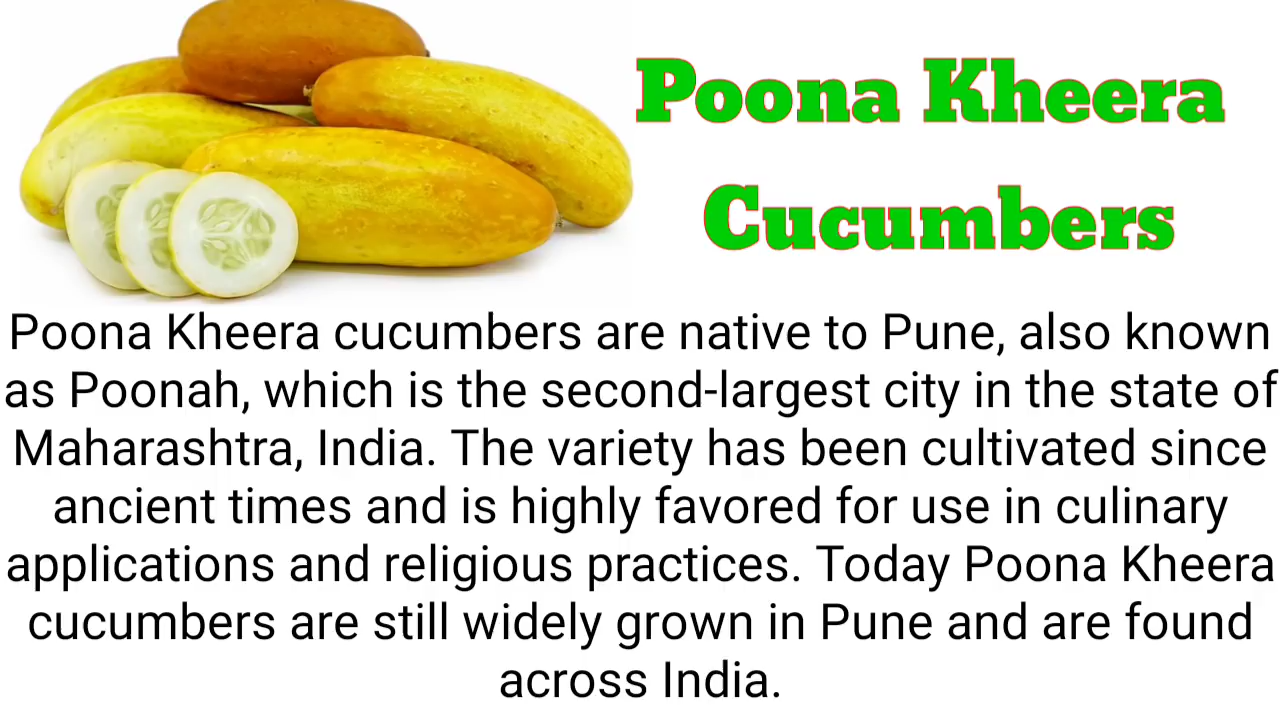 Poona Kheera
Cucumbers
Poona Kheera cucumbers are native to Pune, also known
as Poonah, which is the second-largest city in the state of
Maharashtra, India. The variety has been cultivated since
ancient times and is highly favored for use in culinary
applications and religious practices. Today Poona Kheera
cucumbers are still widely grown in Pune and are found
across India.